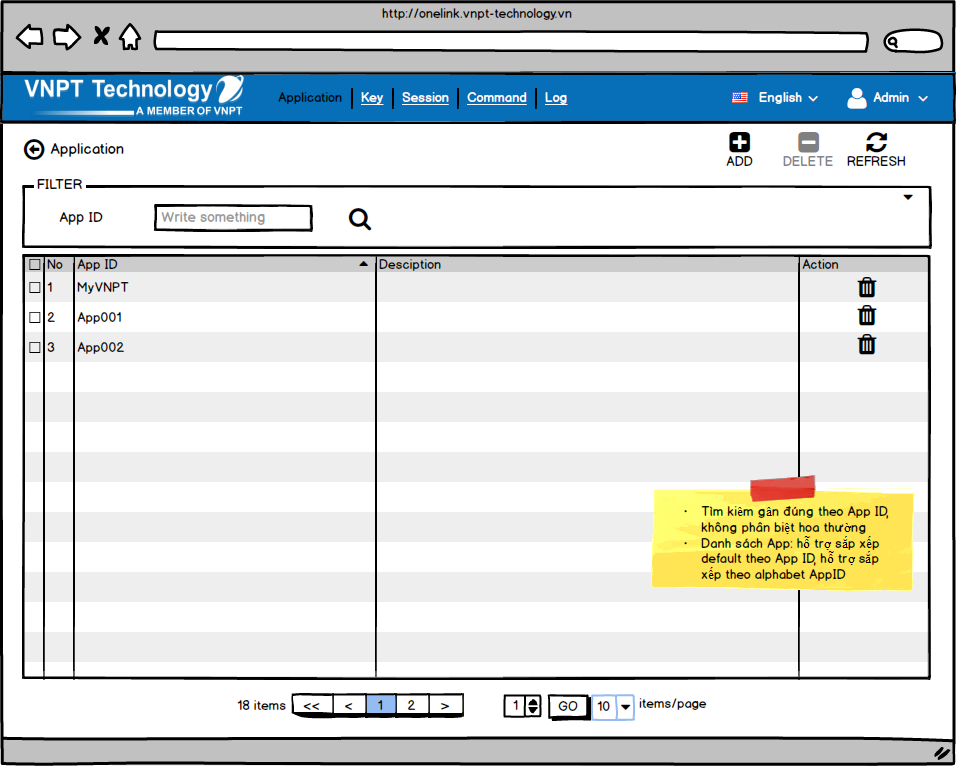 http://onelink.vnpt-technology.vn
VNPT Technology
A MEMBER OF VNPT
Application Key Session Command Log English Admin
Application
ADD DELETE REFRESH
FILTER
App ID Write something
No App ID Desciption Action
1 MyVNPT
2 App001
3 App002
· Tìm kiếm gần đúng theo App ID,
không phân biệt hoa thường
· Danh sách App: hỗ trợ sắp xếp
default theo App ID, hỗ trợ sắp
xếp theo alphabet AppID
18 items << < 1 2 > 1 GO 10 items/page